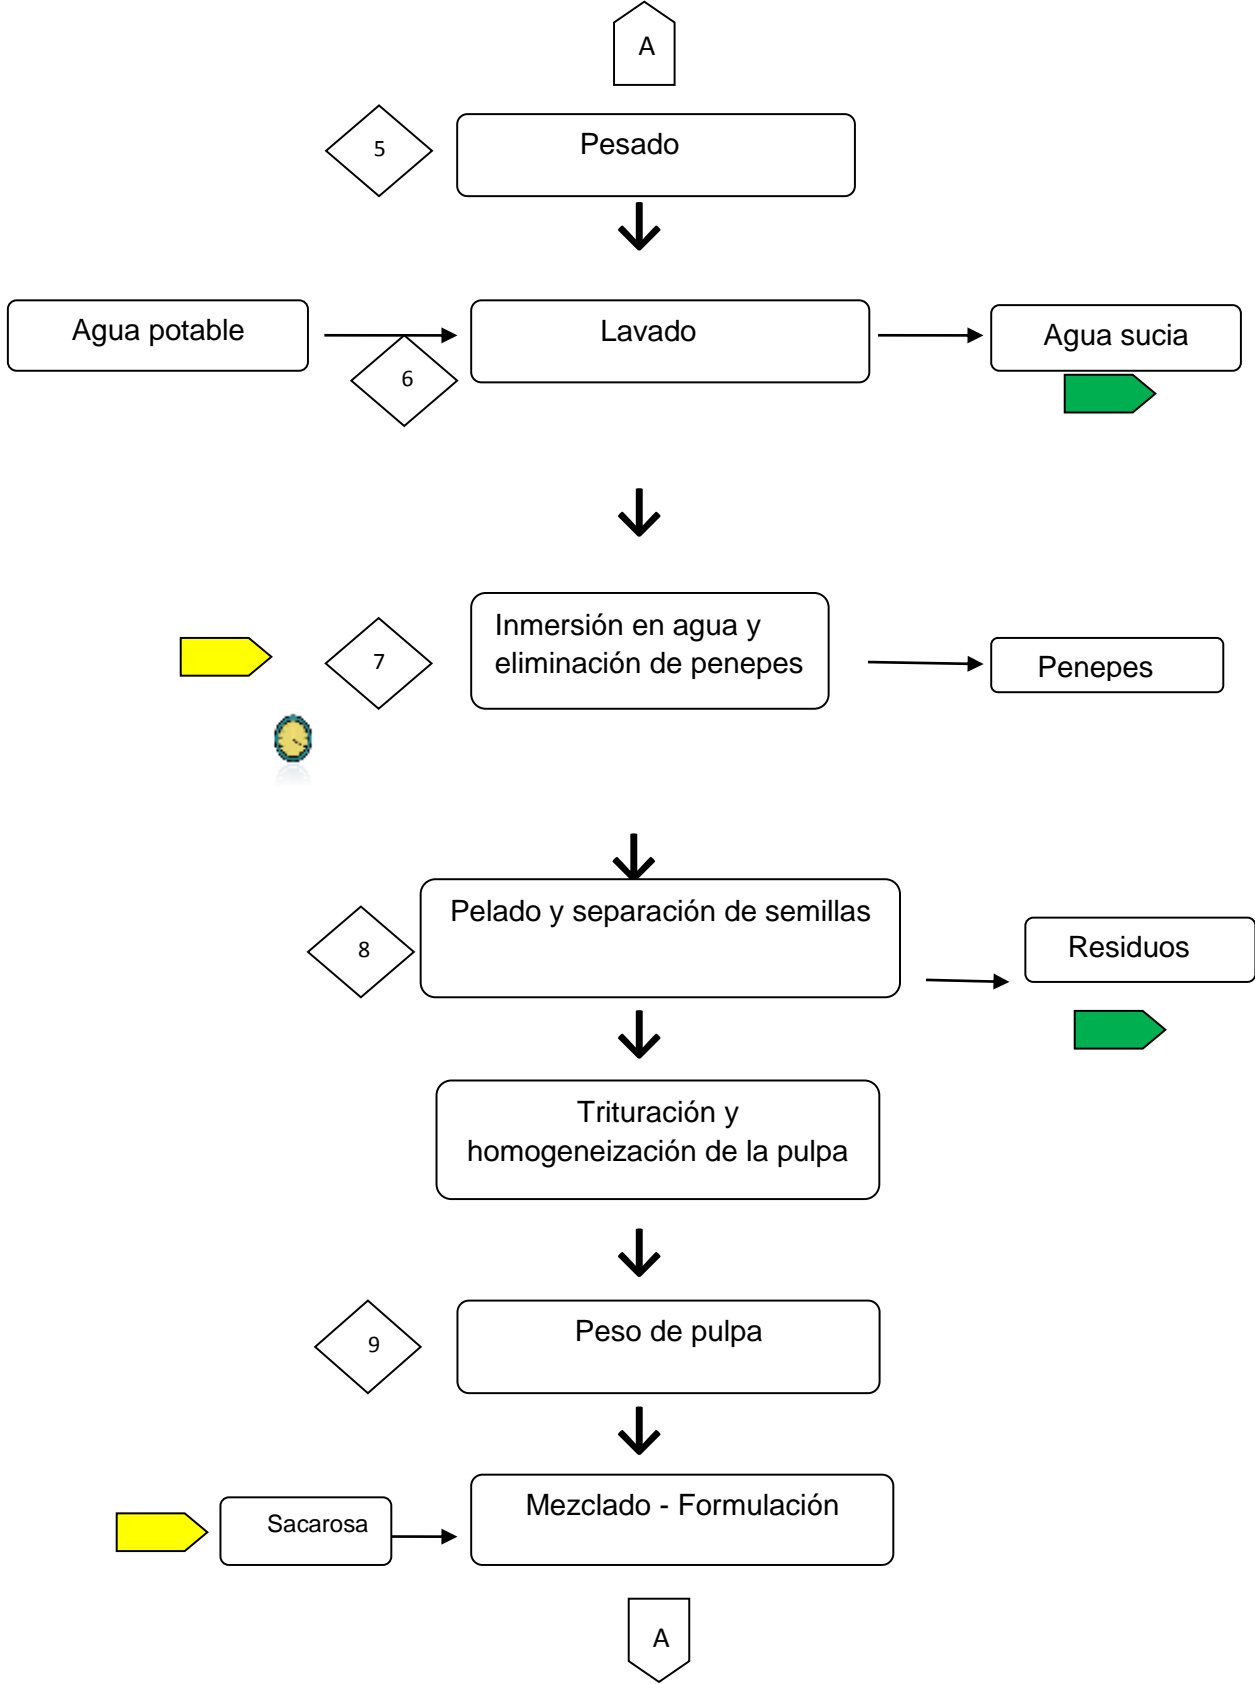 A
5
Pesado
Agua potable
Lavado
Agua sucia
6
Inmersión en agua y
eliminación de penepes
7
Penepes
Pelado y separación de semillas
8
Residuos
Trituración y
homogeneización de la pulpa
Peso de pulpa
9
Mezclado - Formulación
Sacarosa
A